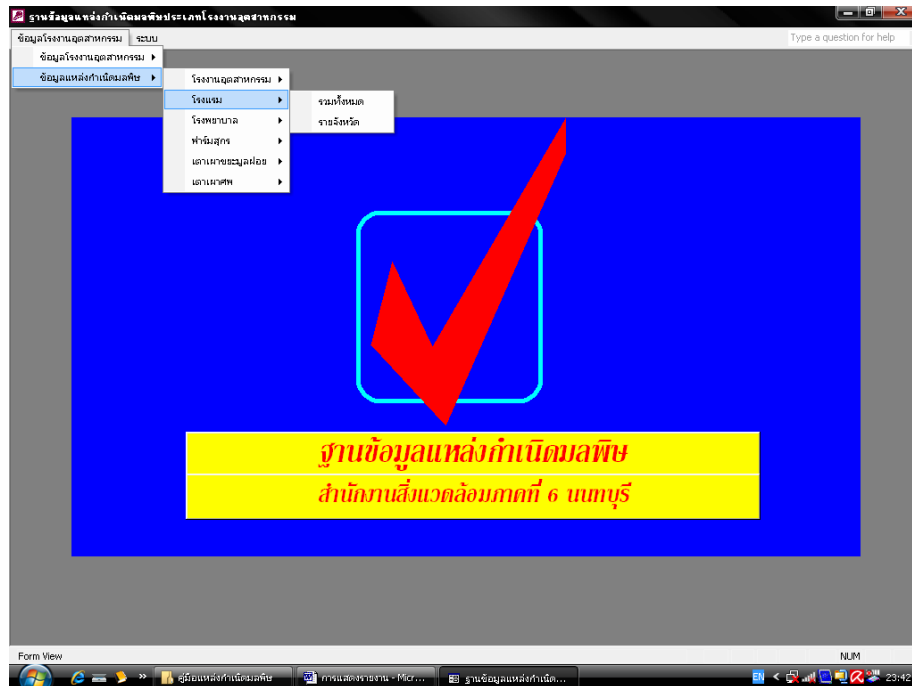 ฐานข้อมูลแหล่งกำเนิดมลพิษประเภทโรงงานอุตสาหกรรม
ข้อมูลโรงงานอุตสาหกรรม ระบบ
Type a question for help
ข้อมูลโรงงานอุตสาหกรรม
ข้อมูลแหล่งกำเนิดมลพิษ
โรงงานอุตสาหกรรม
โรงแรม
โรงพยาบาล
ฟาร์มสุกร
เตาเผาขยะมูลฝอย
เตาเผาศพ
รวมทั้งหมด
รายจังหวัด
ฐานข้อมูลแหล่งกำเนิดมลพิษ
สำนักงานสิ่งแวดล้อมภาคที่ 6 นนทบุรี
Form View
NUM
คู่มือแหล่งกำเนิดมลพิษ
การแสดงรายงาน - Micr...
ฐานข้อมูลแหล่งกำเนิด...
EN
23:42